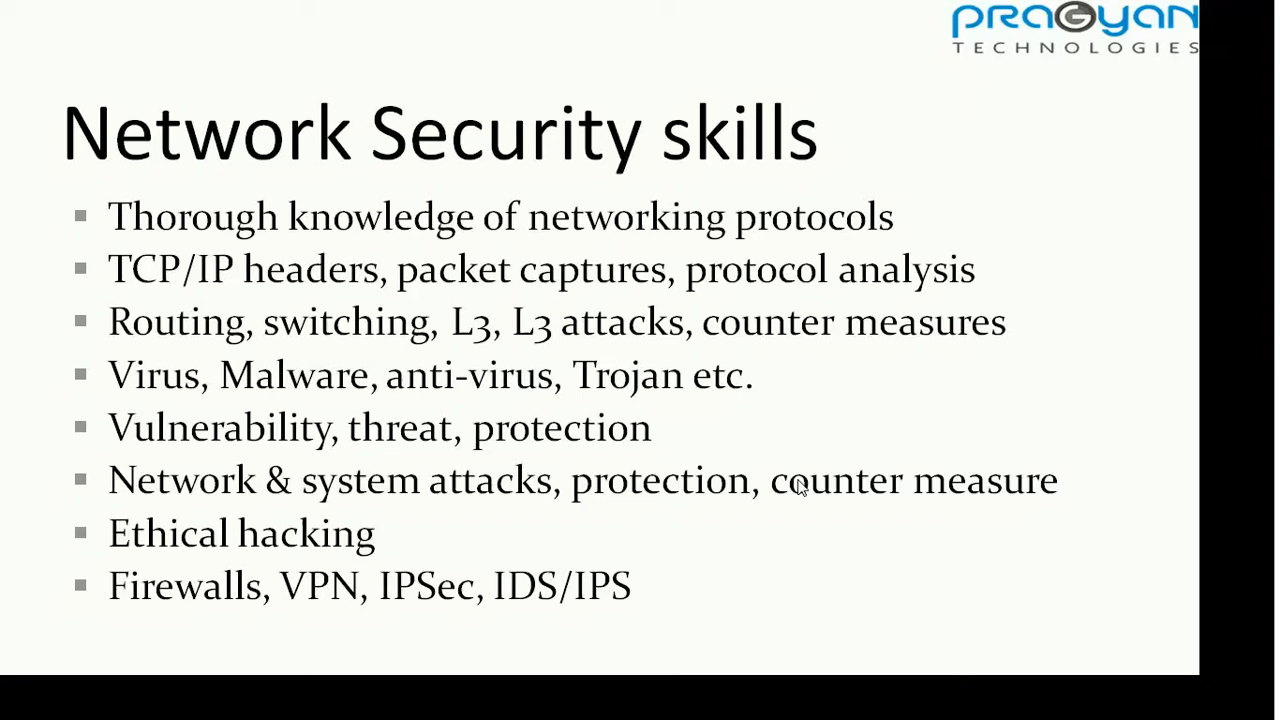 PRAGYAN
TECHNOLOGIES
Network Security skills
Thorough knowledge of networking protocols
TCP/IP headers, packet captures, protocol analysis
Routing, switching, L3, L3 attacks, counter measures
Virus, Malware, anti-virus, Trojan etc.
Vulnerability, threat, protection
Network & system attacks, protection, counter measure
Ethical hacking
Firewalls, VPN, IPSec, IDS/IPS